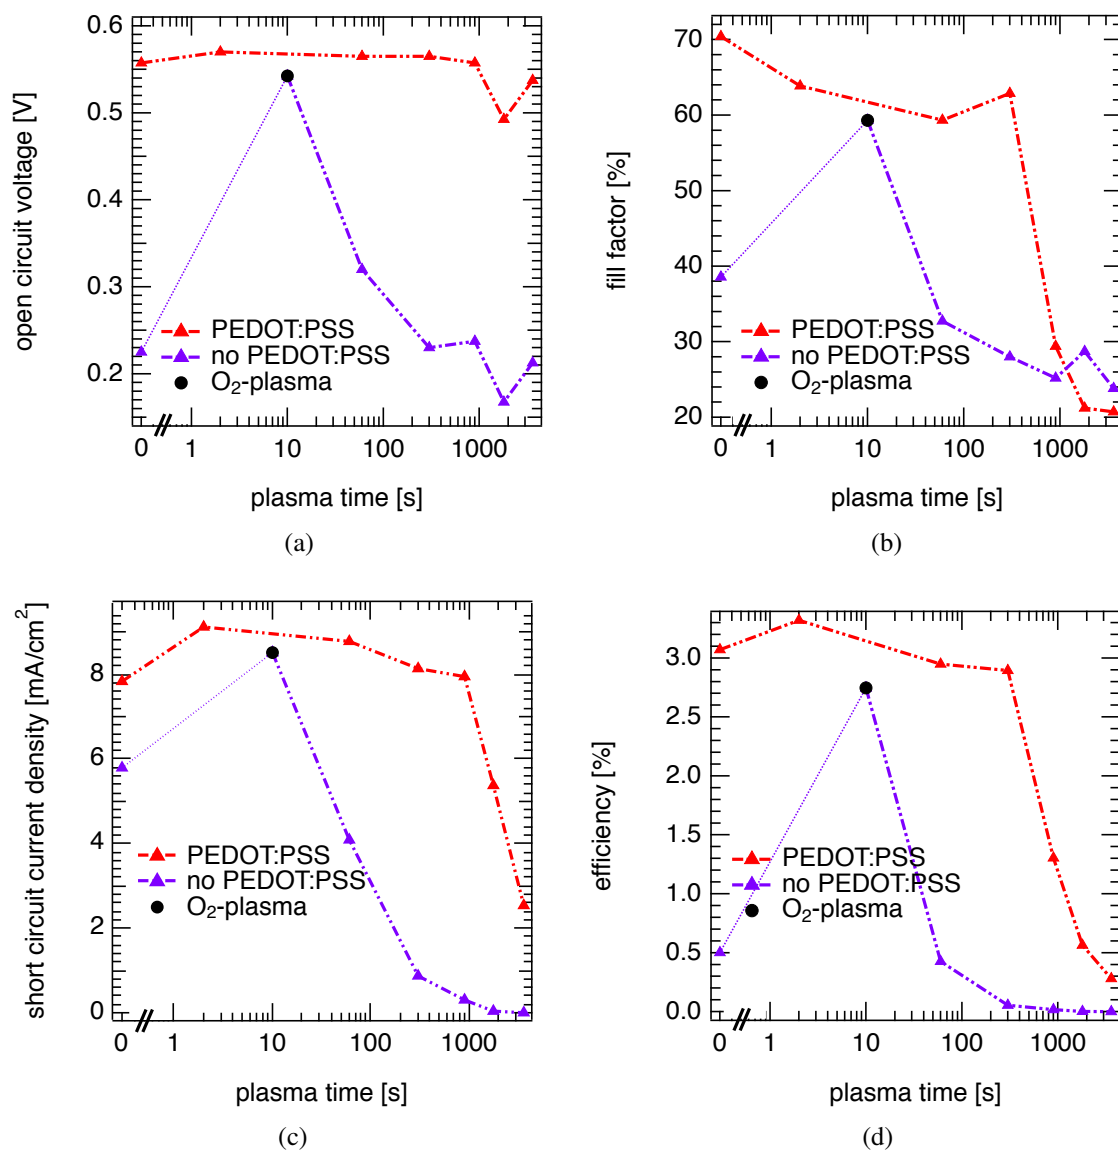 0.6
0.5
0.4
0.3
0.2
open circuit voltage [V]
PEDOT:PSS
no PEDOT:PSS
O₂-plasma
0 1 10 100 1000
plasma time [s]
(a)
70
60
50
40
30
20
fill factor [%]
PEDOT:PSS
no PEDOT:PSS
O₂-plasma
0 1 10 100 1000
plasma time [s]
(b)
8
6
4
2
0
short circuit current density [mA/cm²]
PEDOT:PSS
no PEDOT:PSS
O₂-plasma
0 1 10 100 1000
plasma time [s]
(c)
3.0
2.5
2.0
1.5
1.0
0.5
0.0
efficiency [%]
PEDOT:PSS
no PEDOT:PSS
O₂-plasma
0 1 10 100 1000
plasma time [s]
(d)